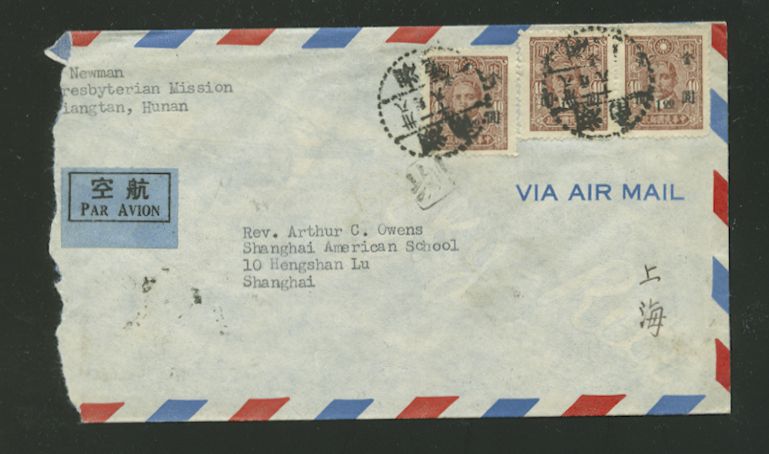 Newman
resbyterian Mission
iangtan, Hunan
空航
PAR AVION
VIA AIR MAIL
Rev. Arthur C. Owens
Shanghai American School
10 Hengshan Lu
Shanghai
上海